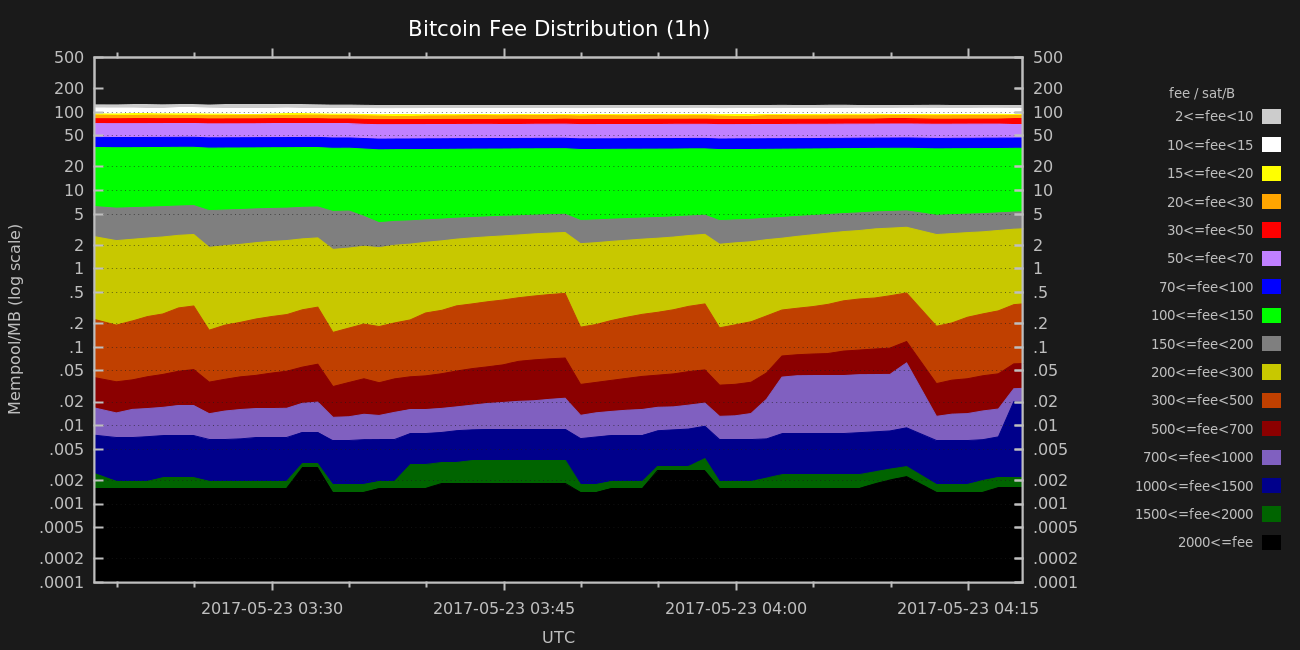 Bitcoin Fee Distribution (1h)
Mempool/MB (log scale)
500
200
100
50
20
10
5
2
1
.5
.2
.1
.05
.02
.01
.005
.002
.001
.0005
.0002
.0001
500
200
100
50
20
10
5
2
1
.5
.2
.1
.05
.02
.01
.005
.002
.001
.0005
.0002
.0001
2017-05-23 03:30 2017-05-23 03:45 2017-05-23 04:00 2017-05-23 04:15
UTC
fee / sat/B
2<=fee<10
10<=fee<15
15<=fee<20
20<=fee<30
30<=fee<50
50<=fee<70
70<=fee<100
100<=fee<150
150<=fee<200
200<=fee<300
300<=fee<500
500<=fee<700
700<=fee<1000
1000<=fee<1500
1500<=fee<2000
2000<=fee